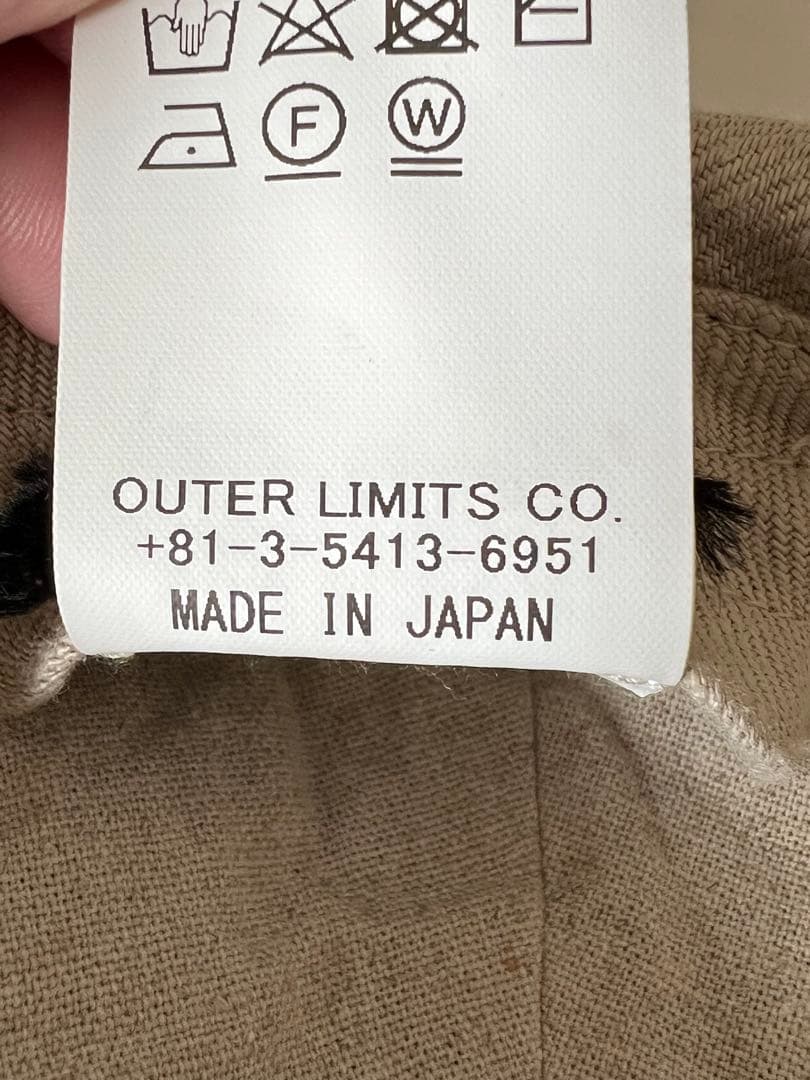 F W
OUTER LIMITS CO.
+81-3-5413-6951
MADE IN JAPAN